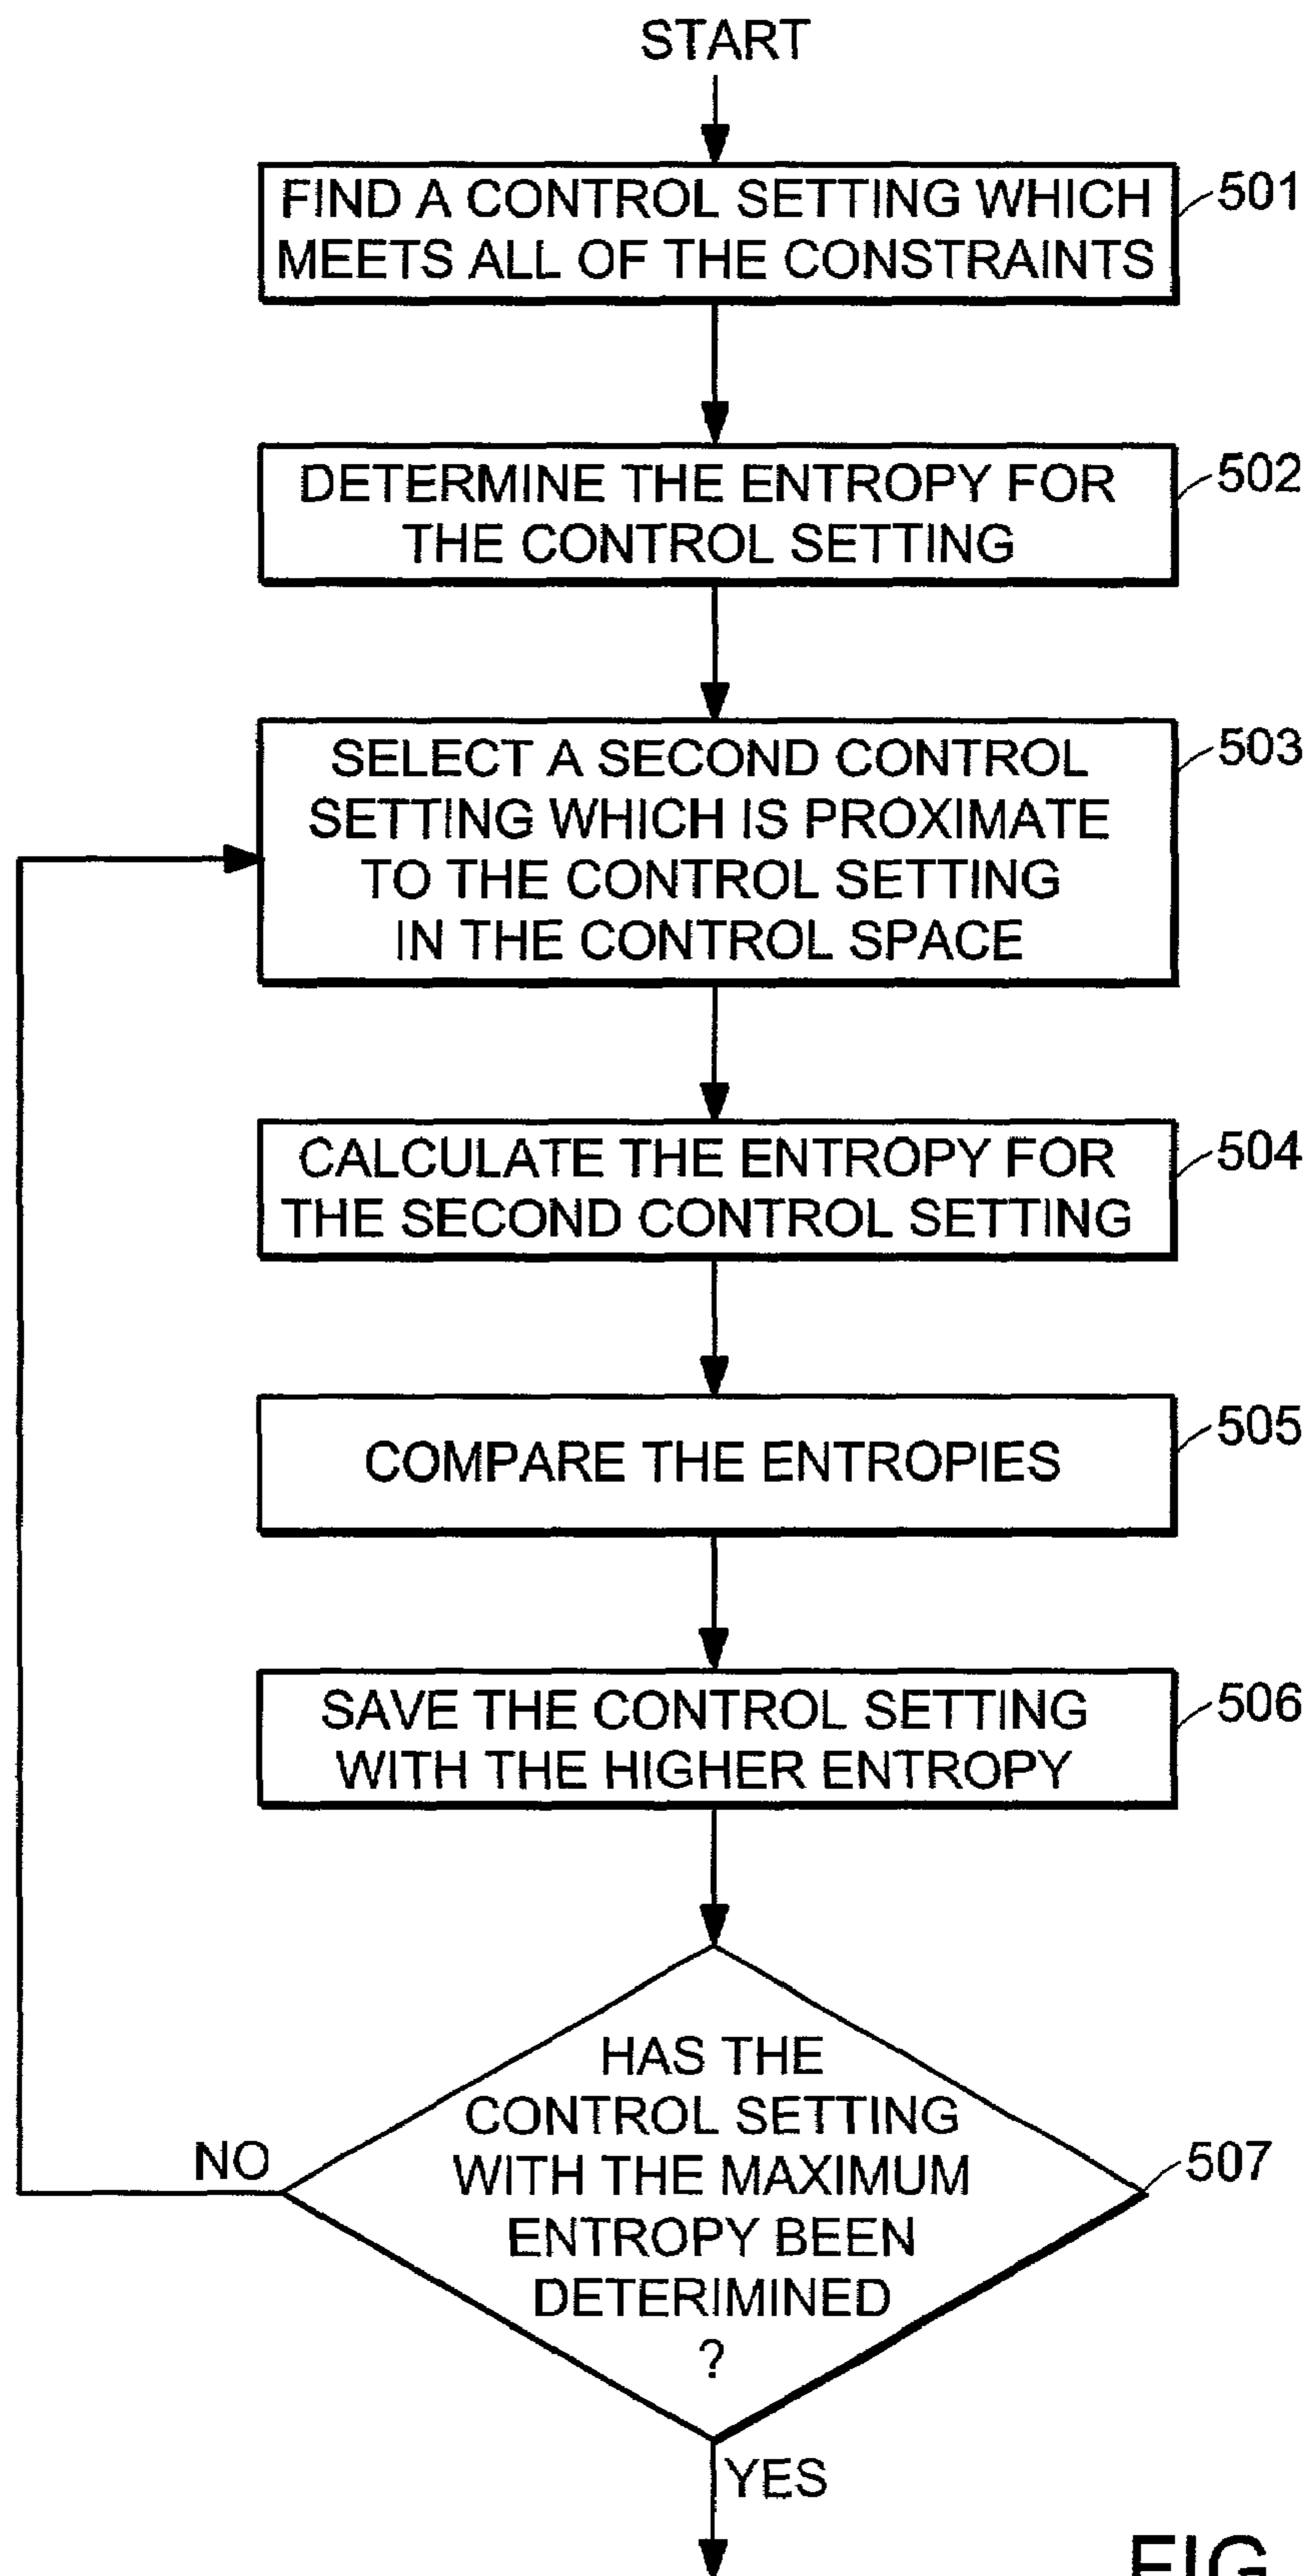 START
FIND A CONTROL SETTING WHICH
MEETS ALL OF THE CONSTRAINTS
501
DETERMINE THE ENTROPY FOR
THE CONTROL SETTING
502
SELECT A SECOND CONTROL
SETTING WHICH IS PROXIMATE
TO THE CONTROL SETTING
IN THE CONTROL SPACE
503
CALCULATE THE ENTROPY FOR
THE SECOND CONTROL SETTING
504
COMPARE THE ENTROPIES
505
SAVE THE CONTROL SETTING
WITH THE HIGHER ENTROPY
506
HAS THE
CONTROL SETTING
WITH THE MAXIMUM
ENTROPY BEEN
DETERIMINED
?
507
NO
YES
FIG